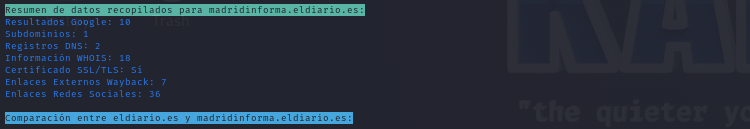 Resumen de datos recopilados para madridinforma.eldiario.es:
Resultados Google: 10
Trash
Subdominios: 1
Registros DNS: 2
Información WHOIS: 18
Certificado SSL/TLS: Sí
Enlaces Externos Wayback: 7
Enlaces Redes Sociales: 36
Comparación entre eldiario.es y madridinforma.eldiario.es:
"the quieter